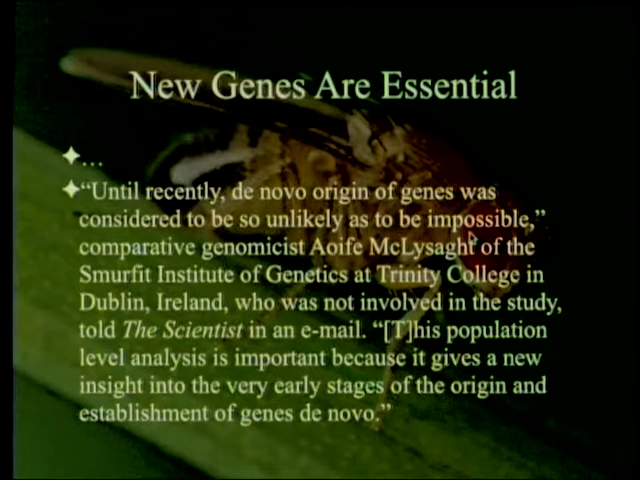 New Genes Are Essential
✦…
✦“Until recently, de novo origin of genes was
considered to be so unlikely as to be impossible,”
comparative genomicist Aoife McLysaght of the
Smurfit Institute of Genetics at Trinity College in
Dublin, Ireland, who was not involved in the study,
told The Scientist in an e-mail. “[T]his population
level analysis is important because it gives a new
insight into the very early stages of the origin and
establishment of genes de novo.”